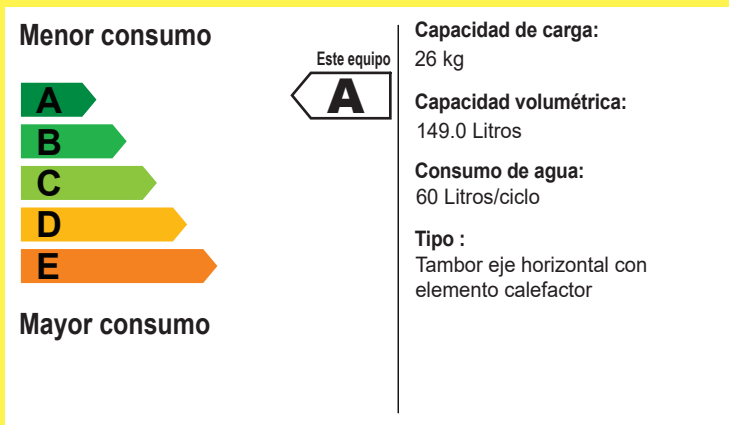 Menor consumo
A
B
C
D
E
Mayor consumo
Este equipo
A
Capacidad de carga:
26 kg
Capacidad volumétrica:
149.0 Litros
Consumo de agua:
60 Litros/ciclo
Tipo :
Tambor eje horizontal con
elemento calefactor